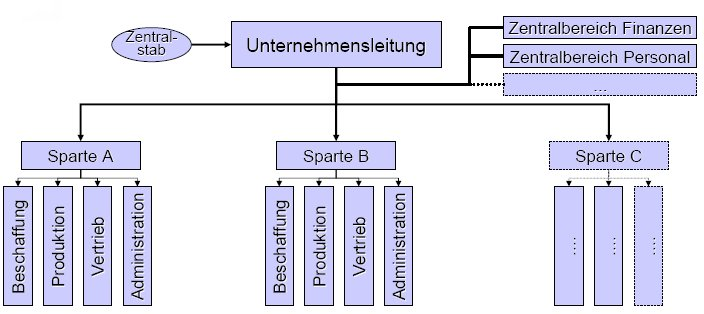 Zentral-
stab
Unternehmensleitung
Zentralbereich Finanzen
Zentralbereich Personal
...
Sparte A
Sparte B
Sparte C
Beschaffung
Produktion
Vertrieb
Administration
Beschaffung
Produktion
Vertrieb
Administration
....
....
....